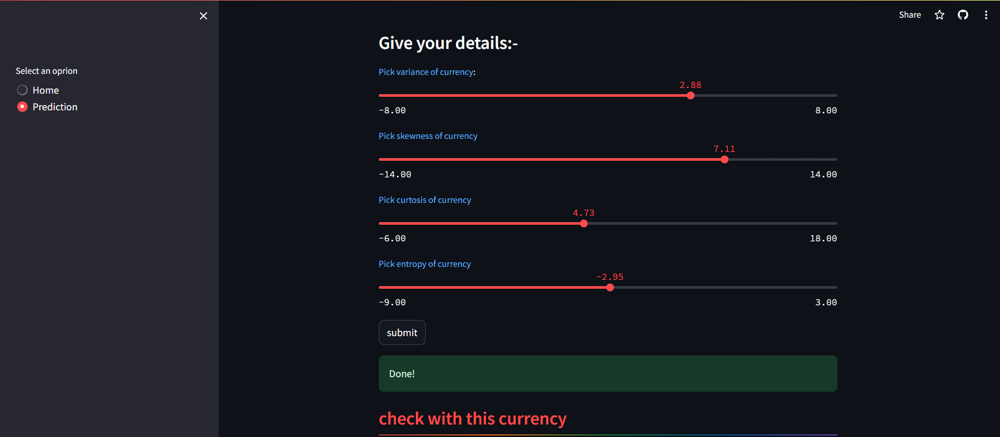 Share
Select an oprion
Home
Prediction
Give your details:-
Pick variance of currency:
2.88
-8.00 8.00
Pick skewness of currency
7.11
-14.00 14.00
Pick curtosis of currency
4.73
-6.00 18.00
Pick entropy of currency
-2.95
-9.00 3.00
submit
Done!
check with this currency